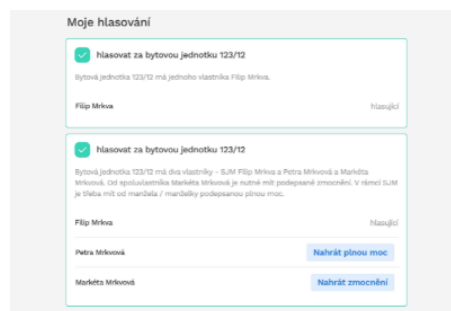 Moje hlasování
hlasovat za bytovou jednotku 123/12
Bytová jednotka 123/12 má jednoho vlastníka Filip Mrkva.
Filip Mrkva
hlasující
hlasovat za bytovou jednotku 123/12
Bytová jednotka 123/12 má dva vlastníky - SJM Filip Mrkva a Petra Mrkvová a Markéta
Mrkvová. Od spoluvlastníka Markéta Mrkvová je nutné mít podepsané zmocnění. V rámci SJM
je třeba mít od manžela / manželky podepsanou plnou moc.
Filip Mrkva
hlasující
Petra Mrkvová
Nahrát plnou moc
Markéta Mrkvová
Nahrát zmocnění